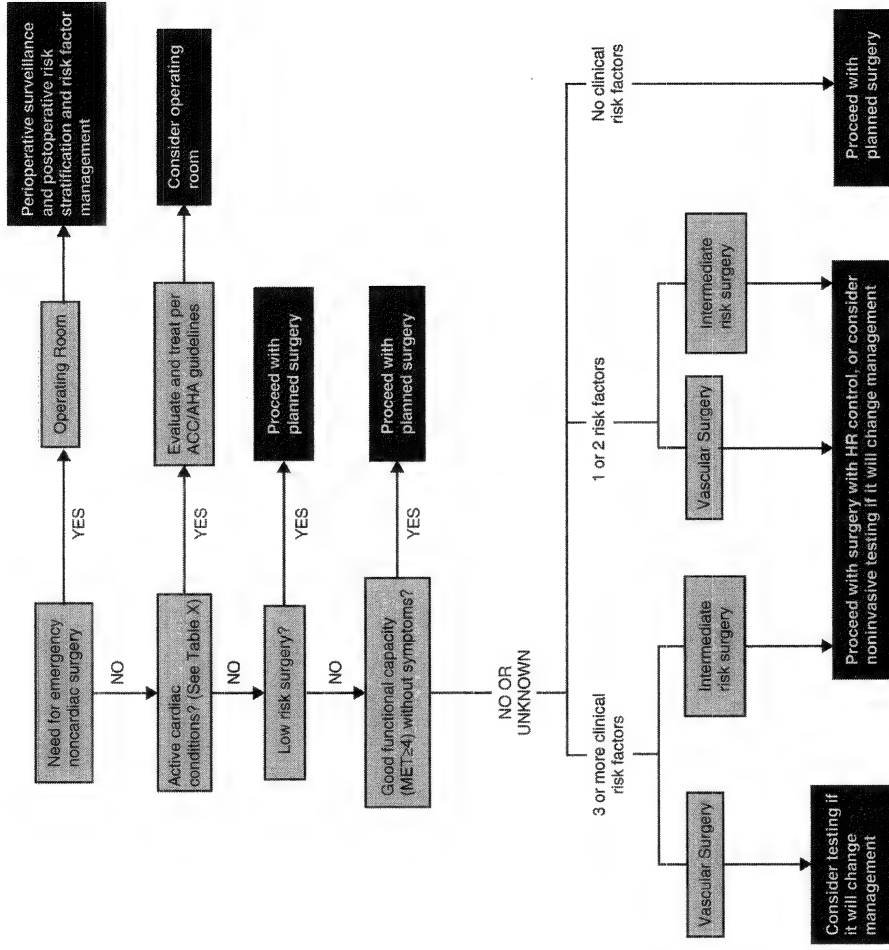 Need for emergency
noncardiac surgery
YES
Operating Room
Perioperative surveillance
and postoperative risk
stratification and risk factor
management
NO
Active cardiac
conditions? (See Table X)
YES
Evaluate and treat per
ACC/AHA guidelines
Consider operating
room
NO
Low risk surgery?
YES
Proceed with
planned surgery
NO
Good functional capacity
(MET≥4) without symptoms?
YES
Proceed with
planned surgery
NO OR
UNKNOWN
3 or more clinical
risk factors
1 or 2 risk factors
No clinical
risk factors
Vascular Surgery
Intermediate
risk surgery
Vascular Surgery
Intermediate
risk surgery
Consider testing if
it will change
management
Proceed with surgery with HR control, or consider
noninvasive testing if it will change management
Proceed with
planned surgery